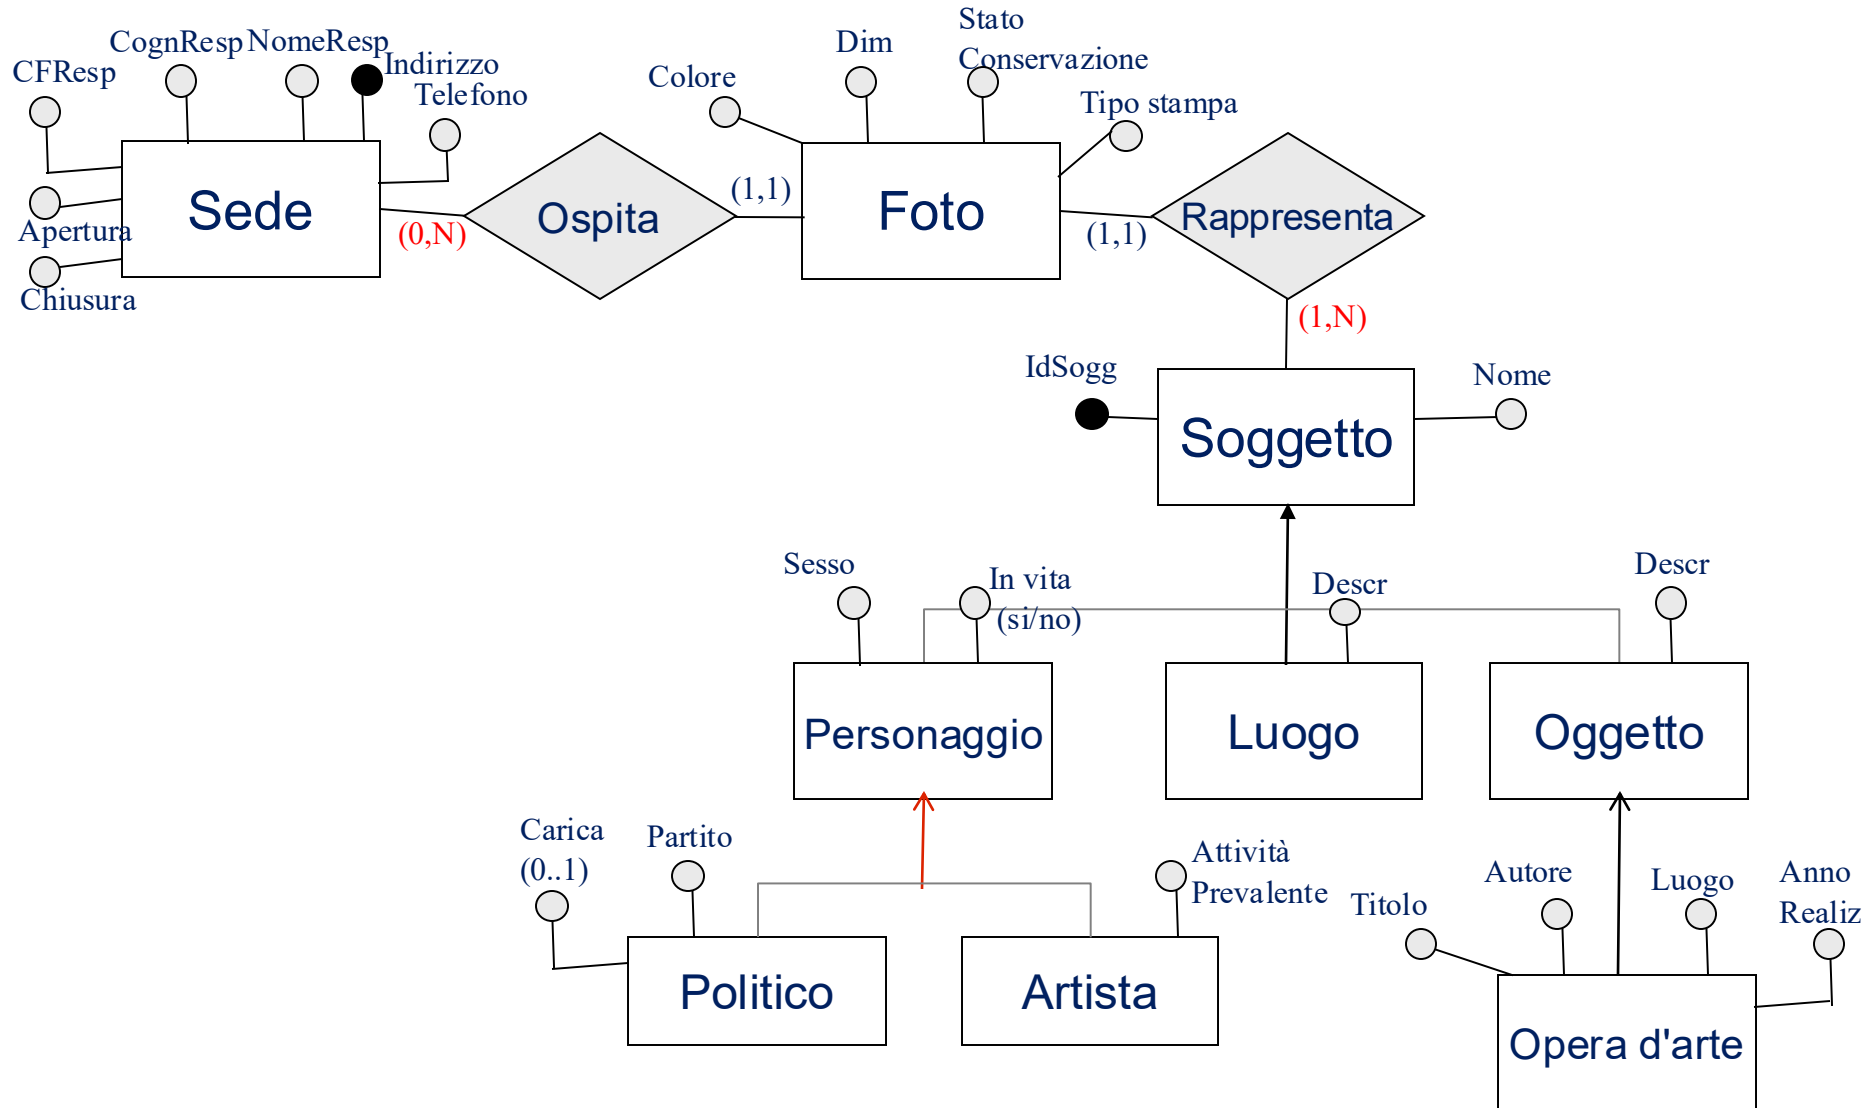 CFResp
CognResp
NomeResp
Indirizzo
Telefono
Apertura
Chiusura
Sede
(0,N)
Ospita
(1,1)
Colore
Dim
Stato
Conservazione
Tipo stampa
Foto
(1,1)
Rappresenta
(1,N)
IdSogg
Nome
Soggetto
Sesso
In vita
(si/no)
Descr
Descr
Personaggio
Luogo
Oggetto
Carica
(0..1)
Partito
Attività
Prevalente
Titolo
Autore
Luogo
Anno
Realiz
Politico
Artista
Opera d'arte